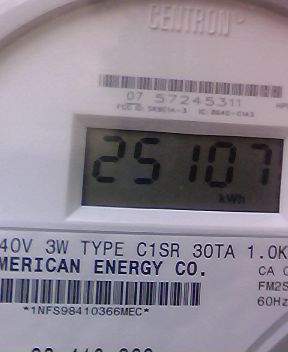 CENTRON
07 57245311
25107
kWh
40V 3W TYPE C1SR 30TA 1.0K
MERICAN ENERGY CO.
CA
FM2S
60Hz
*1NFS98410366MEC*